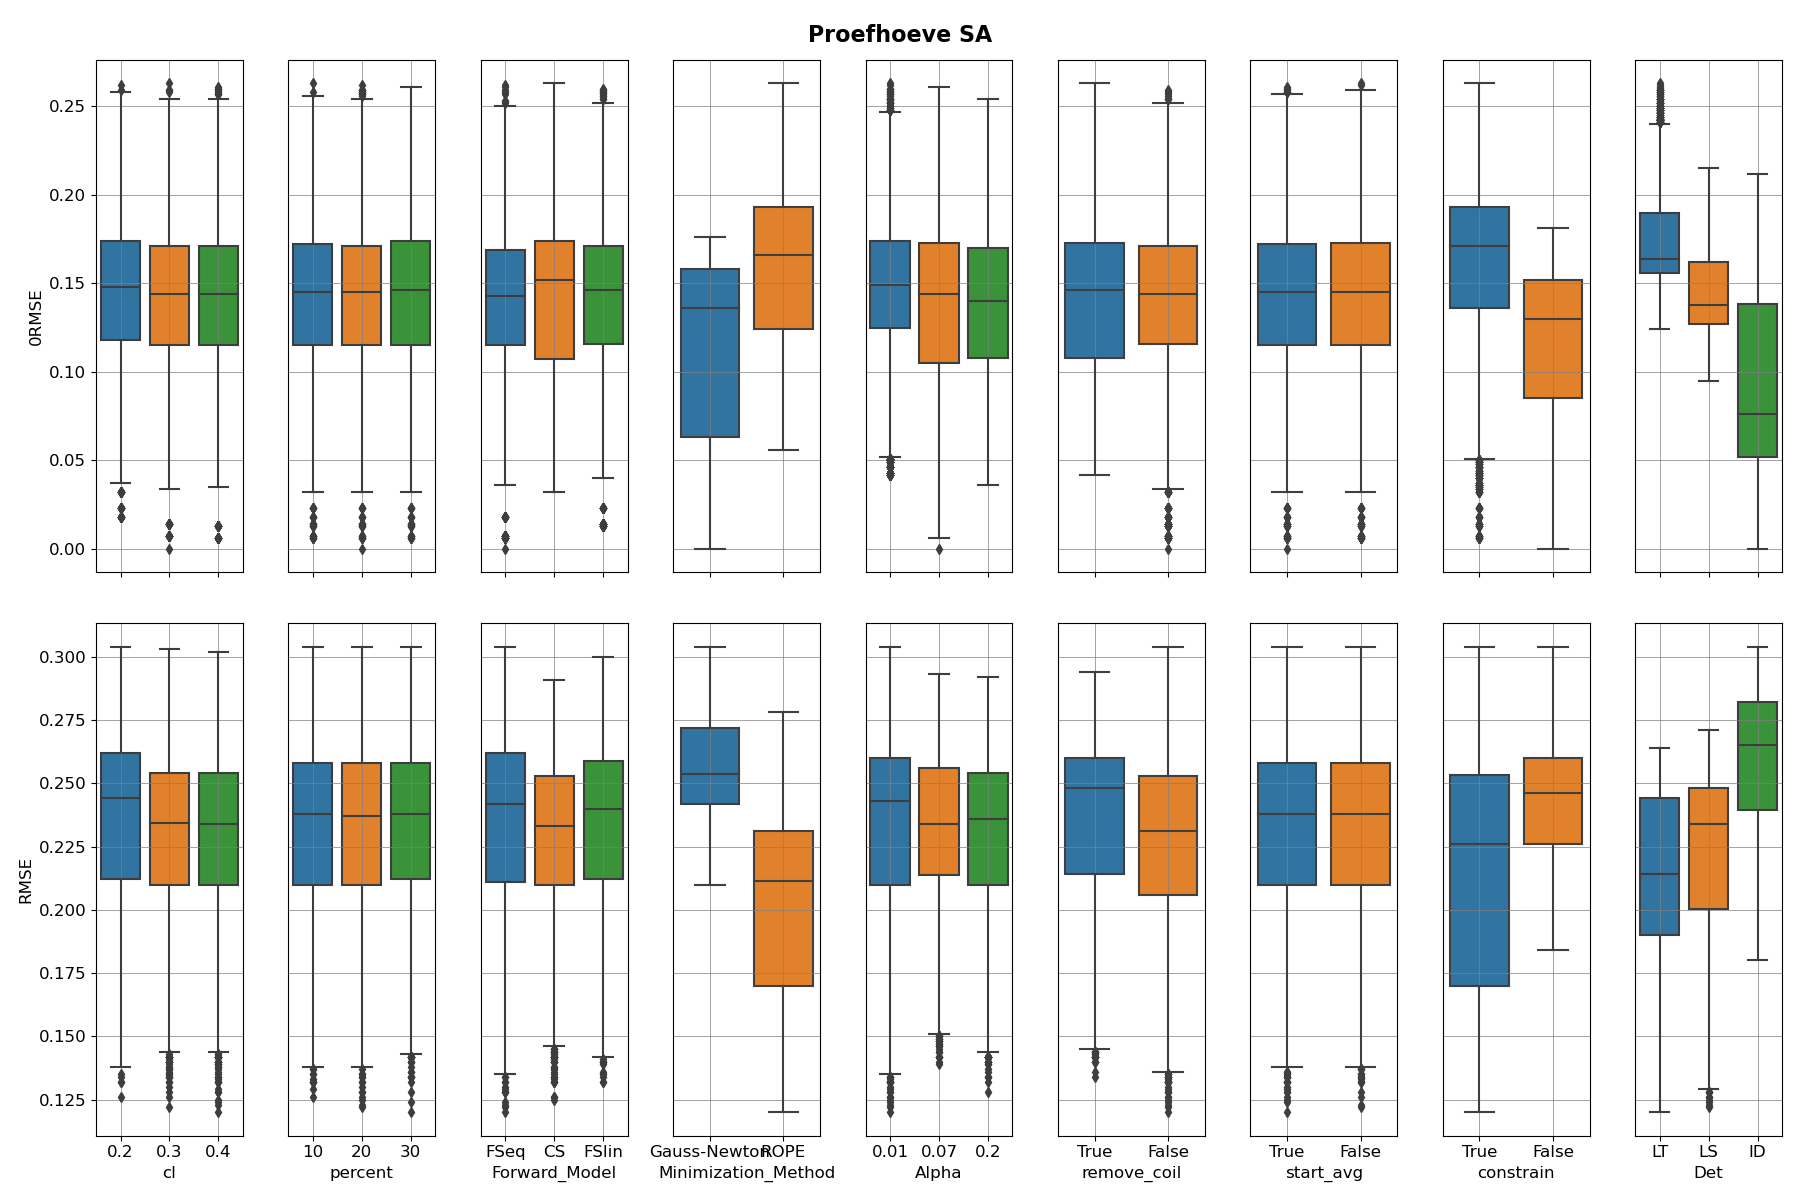 Proefhoeve SA
0RMSE
0.25
0.20
0.15
0.10
0.05
0.00
RMSE
0.300
0.275
0.250
0.225
0.200
0.175
0.150
0.125
0.2 0.3 0.4
cl
10 20 30
percent
FSeq CS FSlin
Forward_Model
Gauss-Newton ROPE
Minimization_Method
0.01 0.07 0.2
Alpha
True False
remove_coil
True False
start_avg
True False
constrain
LT LS ID
Det